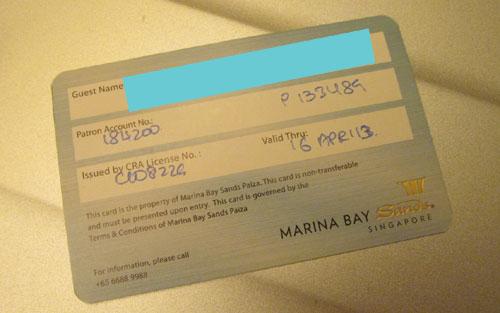 Guest Name
P 133489
Patron Account No.:
Issued by CRA License No. :
Valid Thru: 16 APR 13.
This card is the property of Marina Bay Sands Paiza. This card is non-transferable
and must be presented upon entry. This card is governed by the
Terms & Conditions of Marina Bay Sands Paiza
MARINA BAY Sands.
SINGAPORE
For information, please call
+65 6688 9988